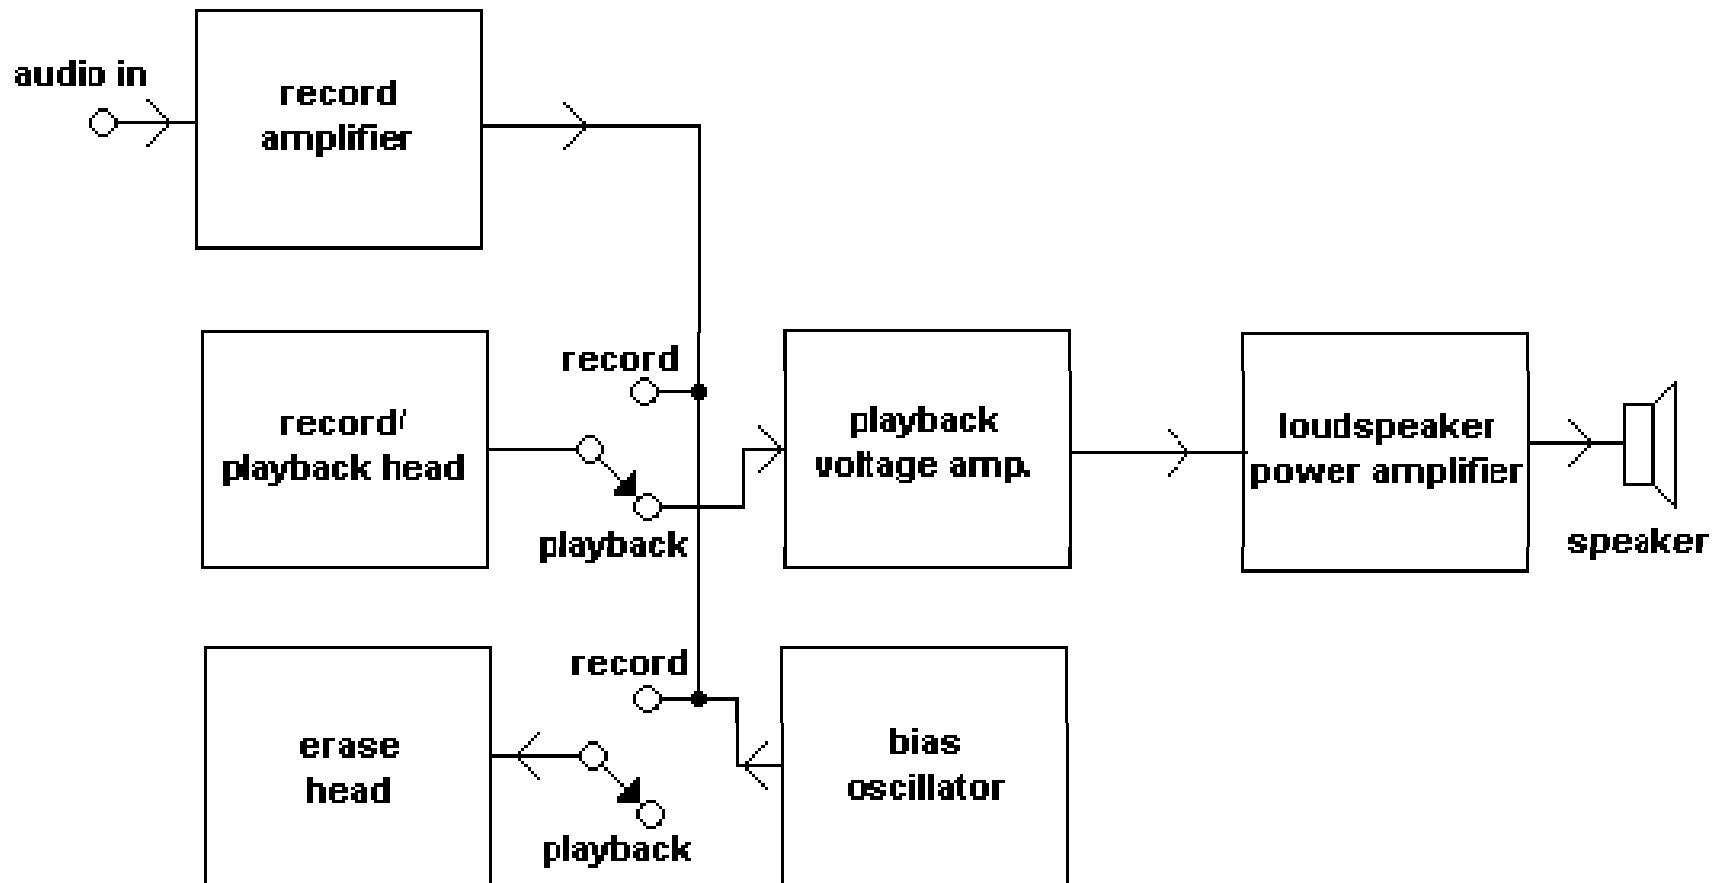 audio in
record
amplifier
record
record/
playback head
playback
playback
voltage amp.
loudspeaker
power amplifier
speaker
record
erase
head
playback
bias
oscillator